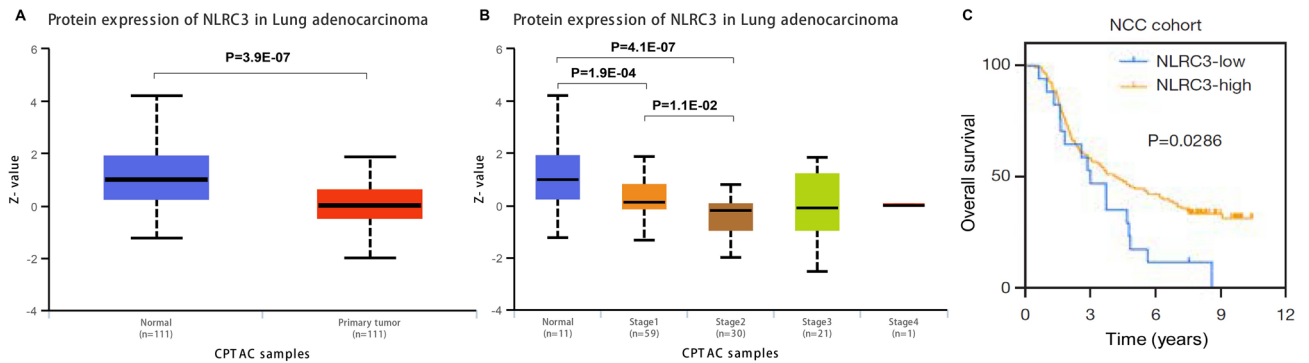 A
Protein expression of NLRC3 in Lung adenocarcinoma
P=3.9E-07
6
4
2
0
-2
-4
Z- value
Normal
(n=111)
Primary tumor
(n=111)
CPTAC samples
B
Protein expression of NLRC3 in Lung adenocarcinoma
P=4.1E-07
P=1.9E-04
P=1.1E-02
6
4
2
0
-2
-4
Z- value
Normal
(n=11)
Stage1
(n=59)
Stage2
(n=30)
Stage3
(n=21)
Stage4
(n=1)
CPTAC samples
C
NCC cohort
NLRC3-low
NLRC3-high
P=0.0286
100
50
0
Overall survival
0 3 6 9 12
Time (years)